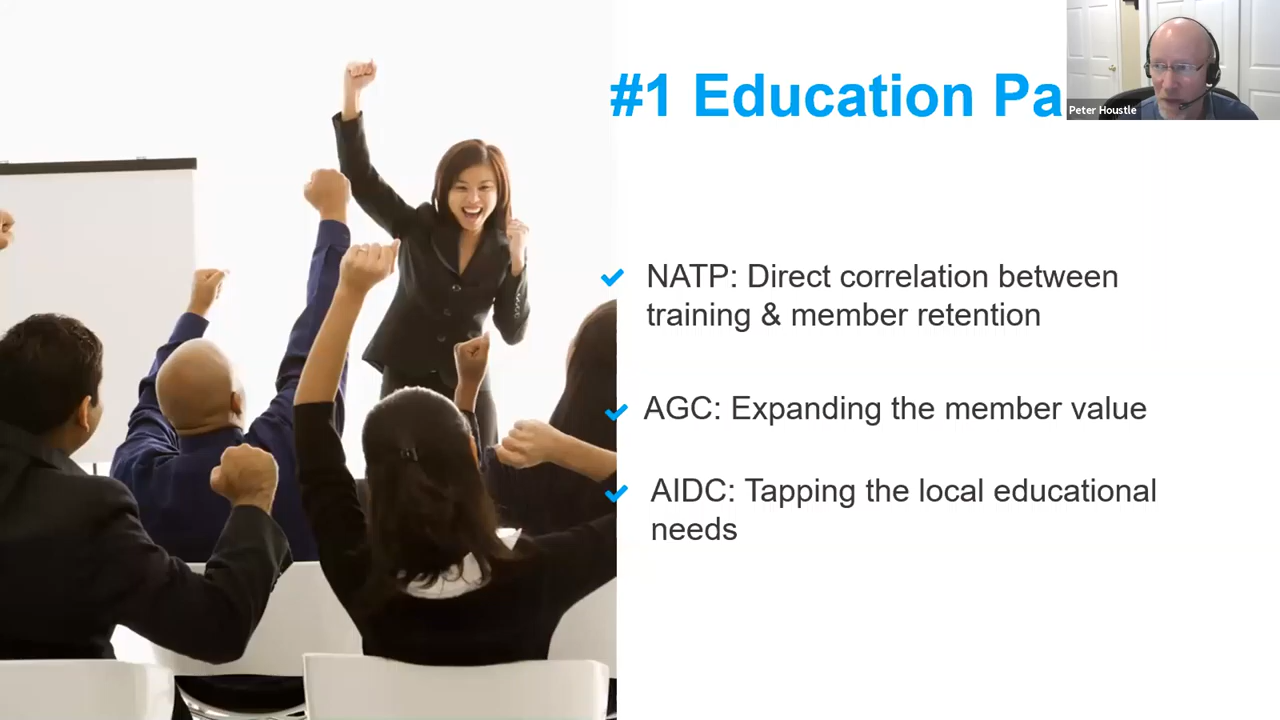 #1 Education Pa
Peter Houstle
NATP: Direct correlation between
training & member retention
AGC: Expanding the member value
AIDC: Tapping the local educational
needs